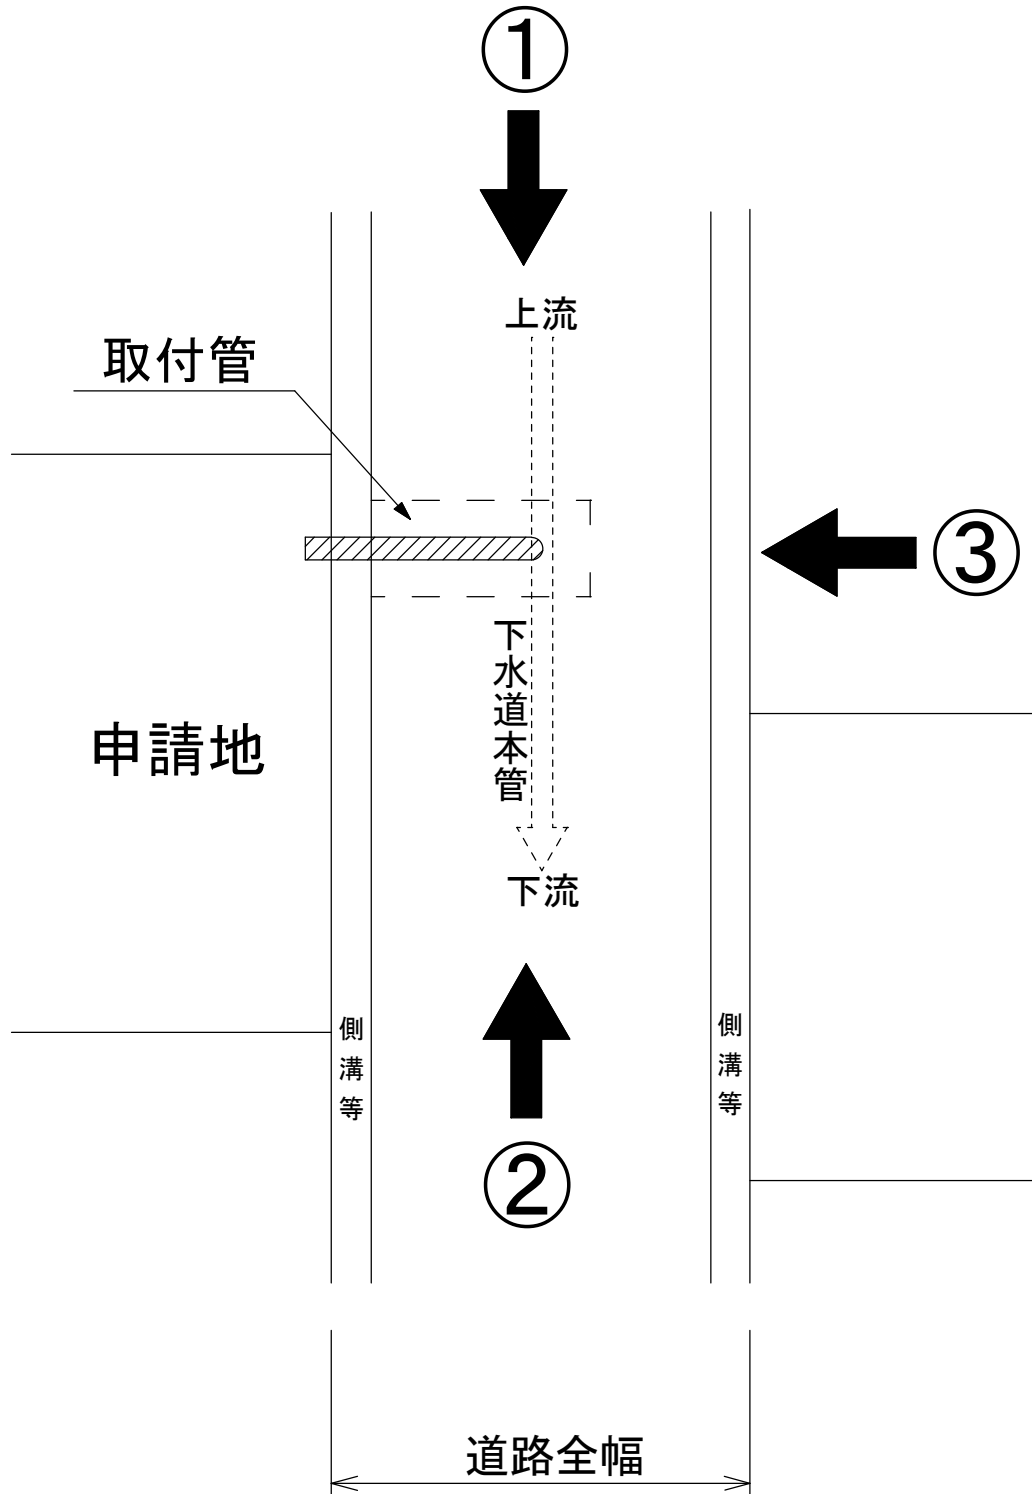 ①
上流
取付管
③
下水道本管
申請地
下流
側溝等
側溝等
②
道路全幅